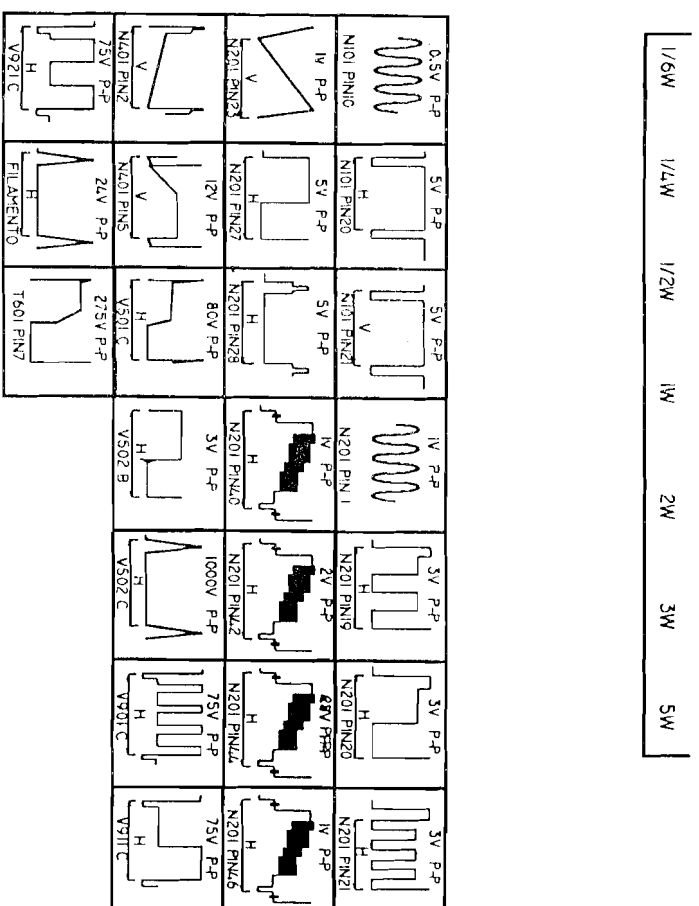 1/6W 1/4W 1/2W 1W 2W 3W 5W
0.5V P-P
N101 PIN10
5V P-P
H
N101 PIN20
5V P-P
V
N101 PIN21
1V P-P
N201 PIN 1
3V P-P
H
N201 PIN19
3V P-P
H
N201 PIN20
3V P-P
H
N201 PIN21
1V P-P
V
N201 PIN23
5V P-P
H
N201 PIN27
5V P-P
H
N201 PIN28
1V P-P
H
N201 PIN40
2V P-P
H
N201 PIN42
H
N201 PIN44
1V P-P
H
N201 PIN46
V
N401 PIN2
12V P-P
V
N401 PIN5
80V P-P
H
V501 C
3V P-P
H
V502 B
1000V P-P
H
V502 C
75V P-P
H
V901 C
75V P-P
H
V911 C
75V P-P
H
V921 C
24V P-P
H
FILAMENTO
275V P-P
T601 PIN7